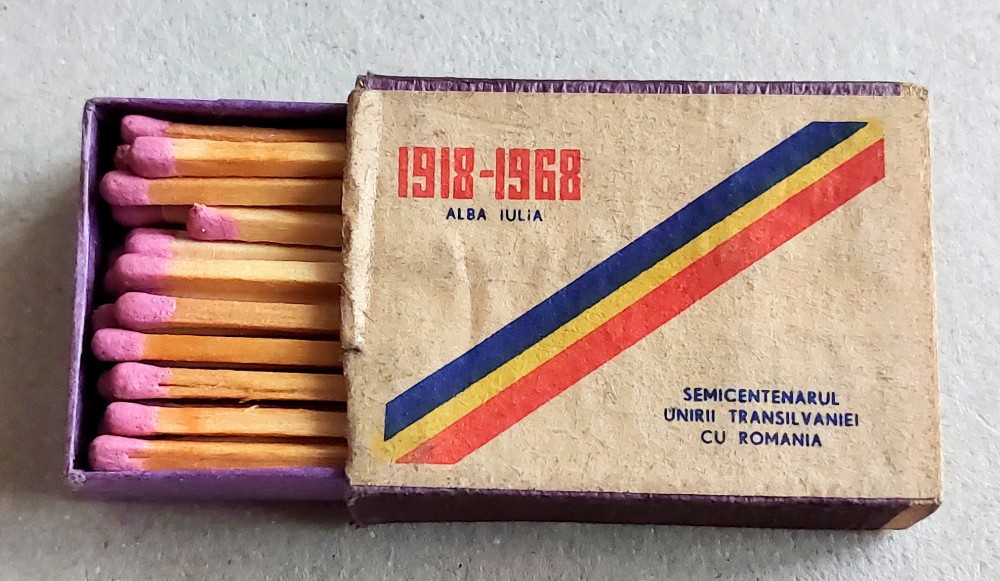 1918-1968
ALBA IULiA
SEMICENTENARUL
UNIRII TRANSILVANIEI
CU ROMANIA